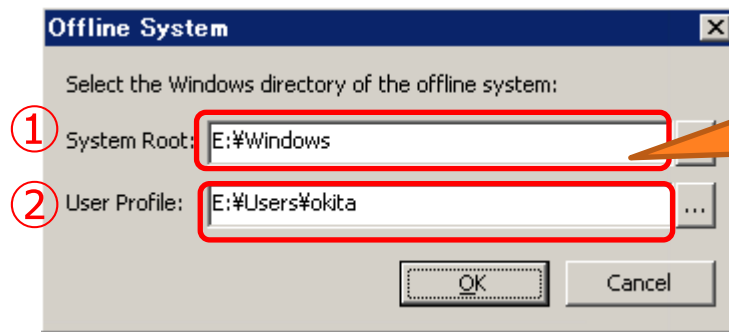 Offline System
Select the Windows directory of the offline system:
① System Root: E:¥Windows
② User Profile: E:¥Users¥okita ...
OK Cancel